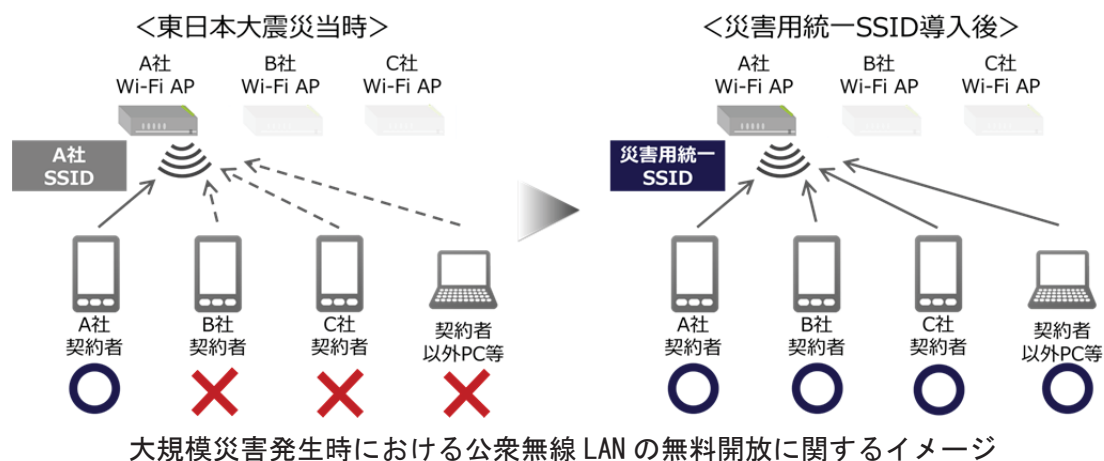 <東日本大震災当時>
A社
Wi-Fi AP
B社
Wi-Fi AP
C社
Wi-Fi AP
A社
SSID
A社
契約者
B社
契約者
C社
契約者
契約者
以外PC等
<災害用統一SSID導入後>
A社
Wi-Fi AP
B社
Wi-Fi AP
C社
Wi-Fi AP
災害用統一
SSID
A社
契約者
B社
契約者
C社
契約者
契約者
以外PC等
大規模災害発生時における公衆無線 LAN の無料開放に関するイメージ